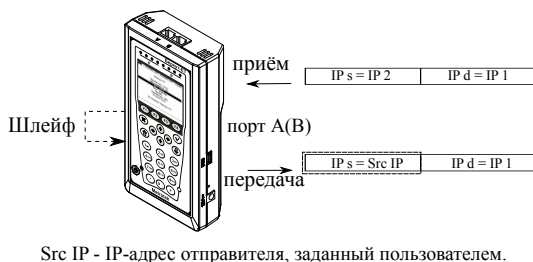 приём
IP s = IP 2
IP d = IP 1
Шлейф
порт A(B)
IP s = Src IP
IP d = IP 1
передача
Src IP - IP-адрес отправителя, заданный пользователем.